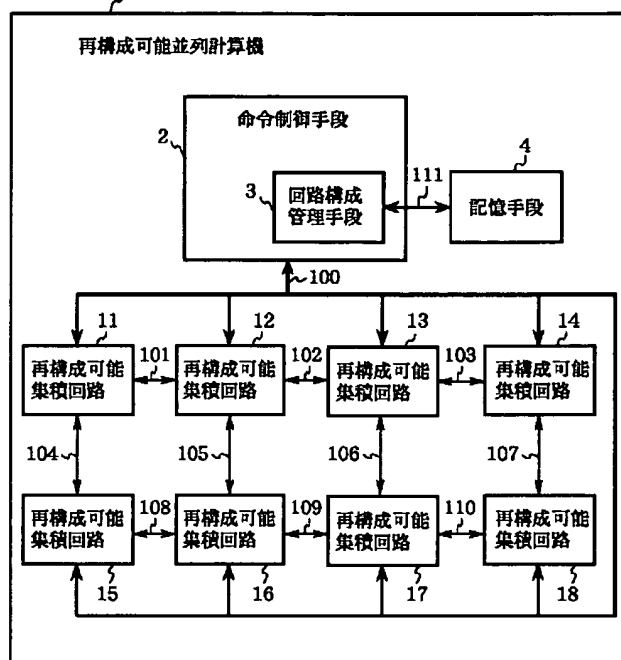 再構成可能並列計算機
命令制御手段
2
4
3
回路構成
管理手段
111
記憶手段
100
11
12
13
14
再構成可能
集積回路
101
再構成可能
集積回路
102
再構成可能
集積回路
103
再構成可能
集積回路
104
105
106
107
再構成可能
集積回路
108
再構成可能
集積回路
109
再構成可能
集積回路
110
再構成可能
集積回路
15
16
17
18